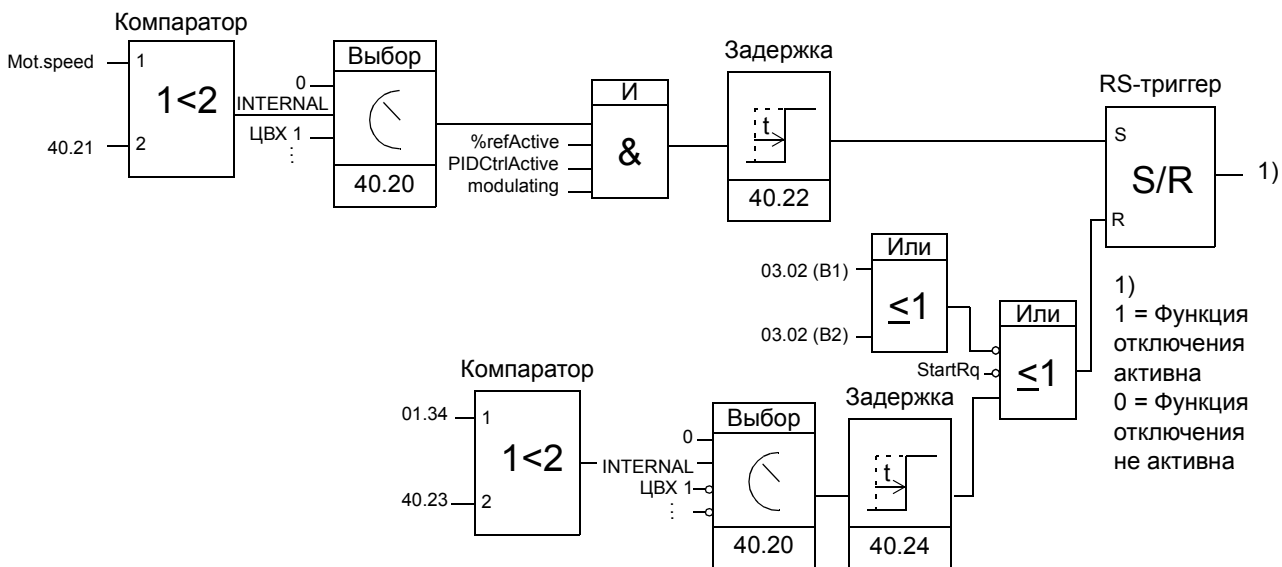 Компаратор
Mot.speed
1
1<2
40.21
2
Выбор
0
INTERNAL
ЦВХ 1
⋮
40.20
И
%refActive
PIDCtrlActive
modulating
&
Задержка
t
40.22
RS-триггер
S
S/R
R
1)
Или
03.02 (B1)
≤1
03.02 (B2)
Или
StartRq
≤1
1)
1 = Функция
отключения
активна
0 = Функция
отключения
не активна
Компаратор
01.34
1
1<2
40.23
2
Выбор
0
INTERNAL
ЦВХ 1
⋮
40.20
Задержка
t
40.24